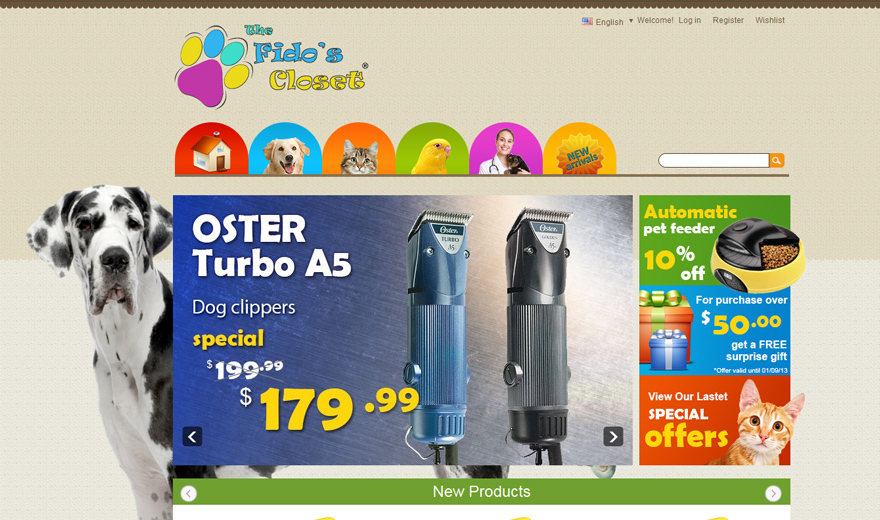 English ▼ Welcome! Log in Register Wishlist
The
Fido's
Closet®
NEW
arrivals
OSTER
Turbo A5
Dog clippers
special
$199.99
$179.99
Oster
TURBO
A5
Oster
GOLDEN
A5
Automatic
pet feeder
10%
off
For purchase over
$50.00
get a FREE
surprise gift
*Offer valid until 01/09/13
View Our Lastet
SPECIAL
offers
New Products